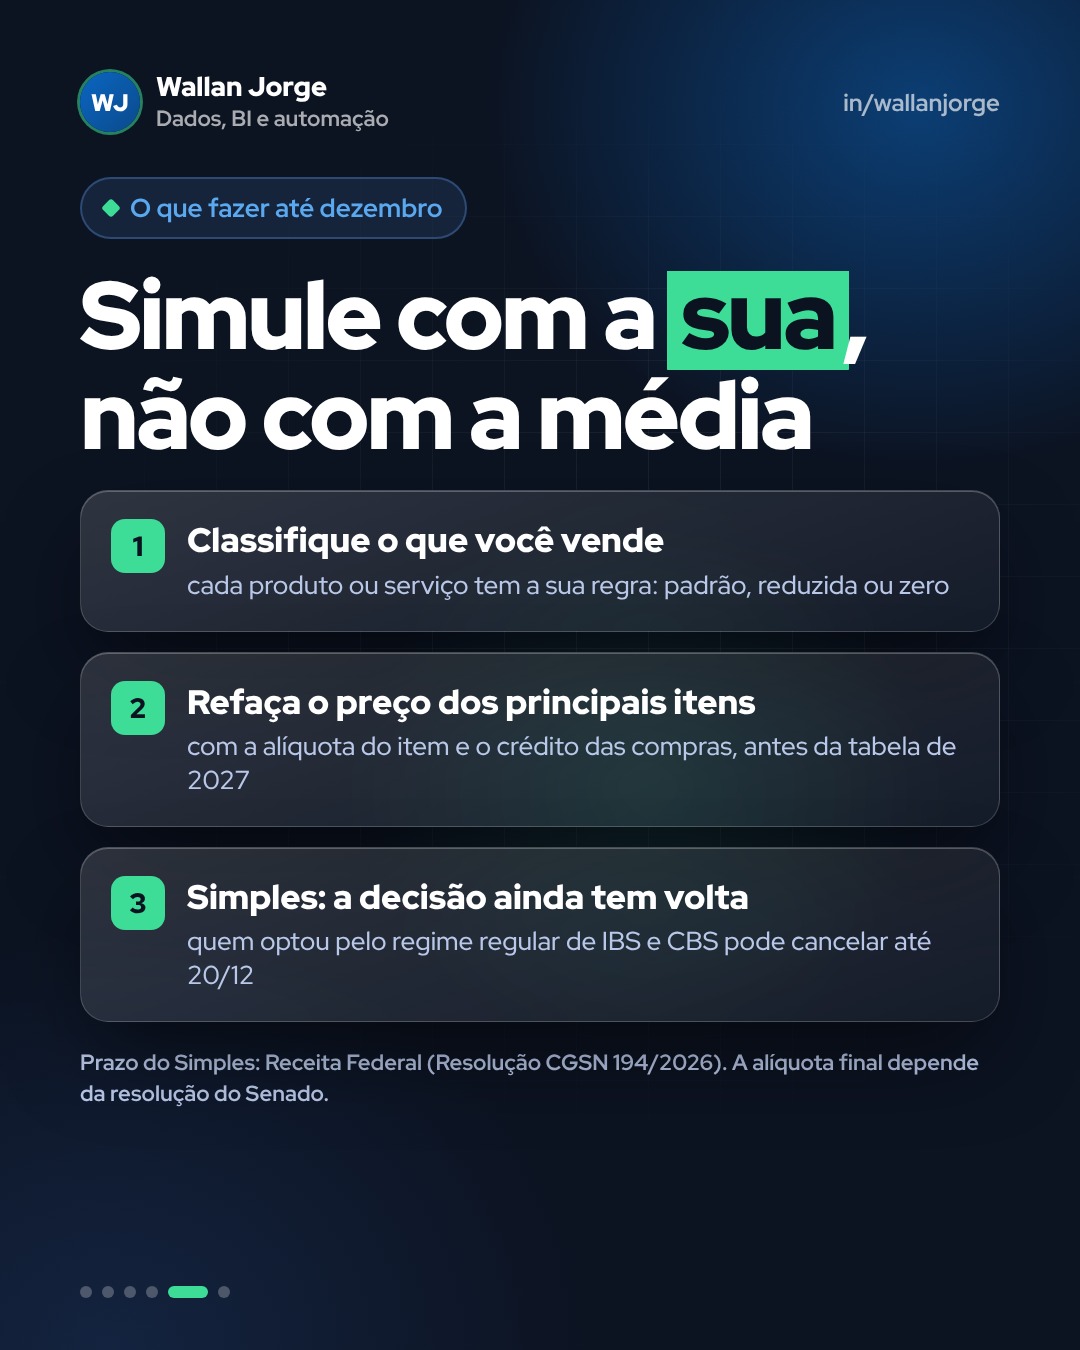 WJ
Wallan Jorge
Dados, BI e automação
in/wallanjorge
O que fazer até dezembro
Simule com a sua,
não com a média
1
Classifique o que você vende
cada produto ou serviço tem a sua regra: padrão, reduzida ou zero
2
Refaça o preço dos principais itens
com a alíquota do item e o crédito das compras, antes da tabela de
2027
3
Simples: a decisão ainda tem volta
quem optou pelo regime regular de IBS e CBS pode cancelar até
20/12
Prazo do Simples: Receita Federal (Resolução CGSN 194/2026). A alíquota final depende
da resolução do Senado.